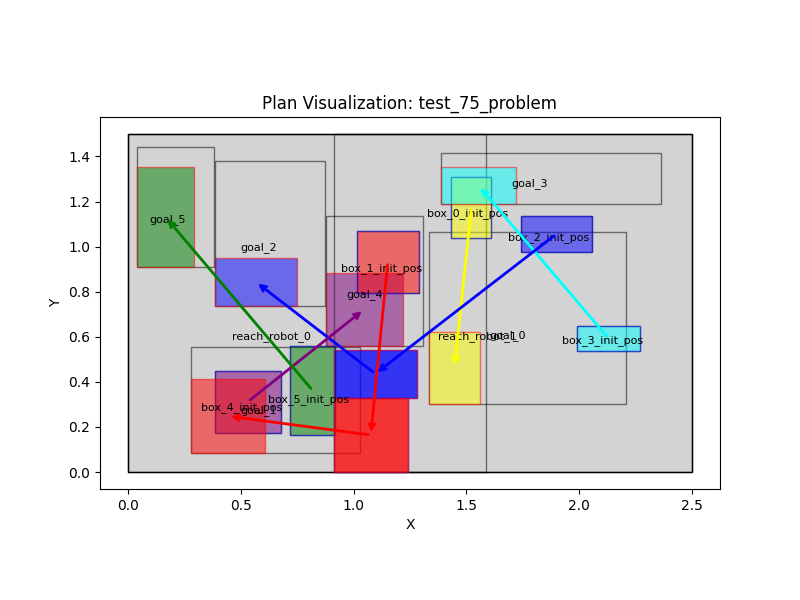 Plan Visualization: test_75_problem
Y
1.4
1.2
1.0
0.8
0.6
0.4
0.2
0.0
goal_3
goal_5
box_0_init_pos
box_2_init_pos
goal_2
box_1_init_pos
goal_4
reach_robot_0
reach_robot_1
goal_0
box_3_init_pos
box_5_init_pos
box_4_init_pos
goal_1
0.0
0.5
1.0
1.5
2.0
2.5
X